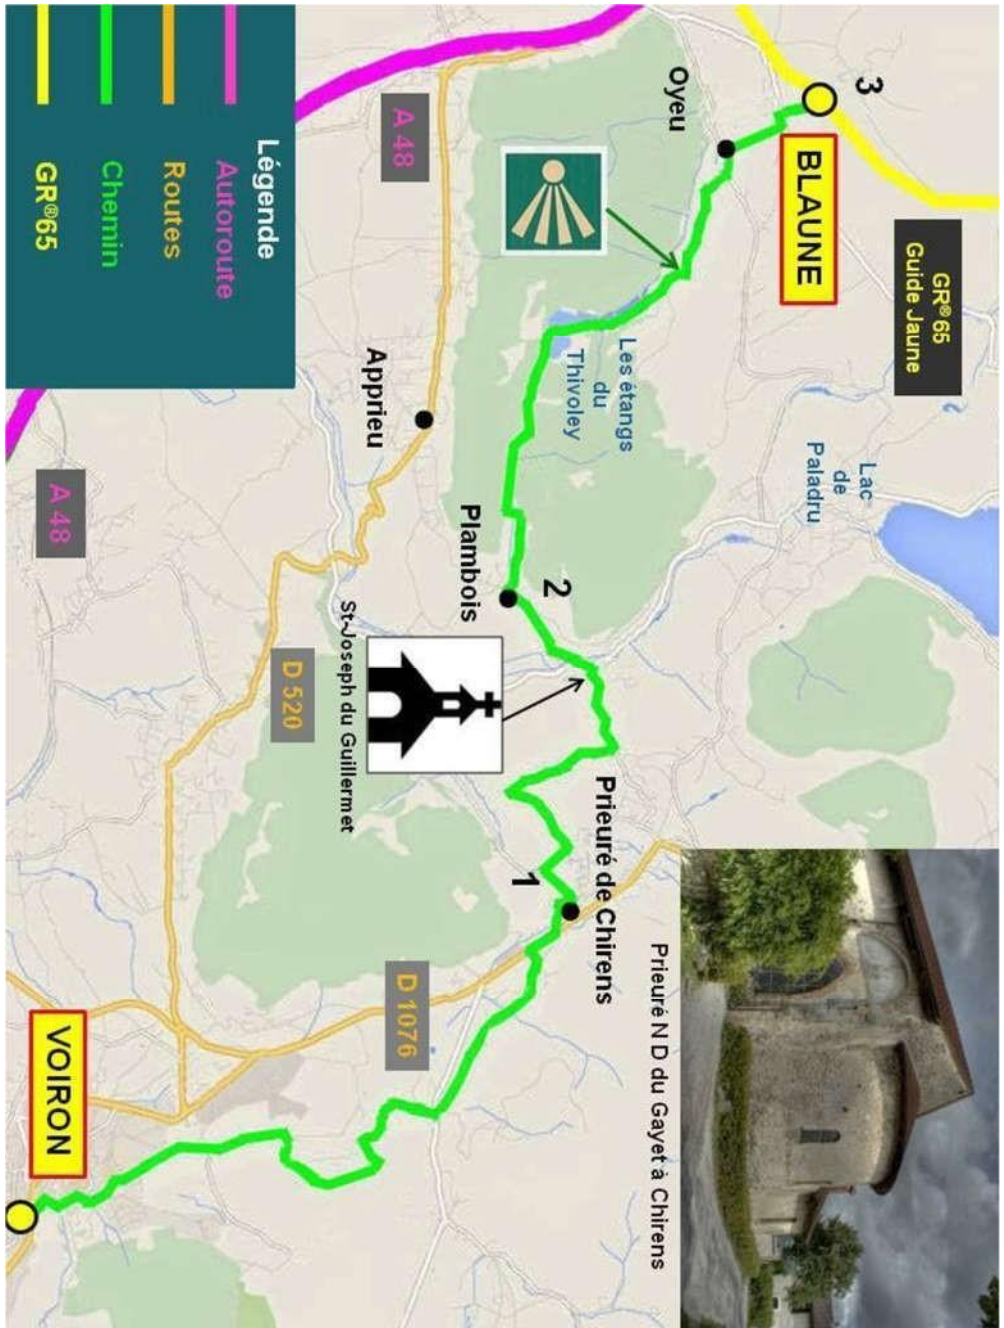 Légende
Autoroute
Routes
Chemin
GR®65
3
BLAUNE
Oyeu
GR®65
Guide Jaune
A 48
Les étangs
du
Thivoley
Lac
de
Paladru
Apprieu
A 48
Plambois
2
St-Joseph du Guillermet
D 520
Prieuré de Chirens
1
D 1076
Prieuré N D du Gayet à Chirens
VOIRON